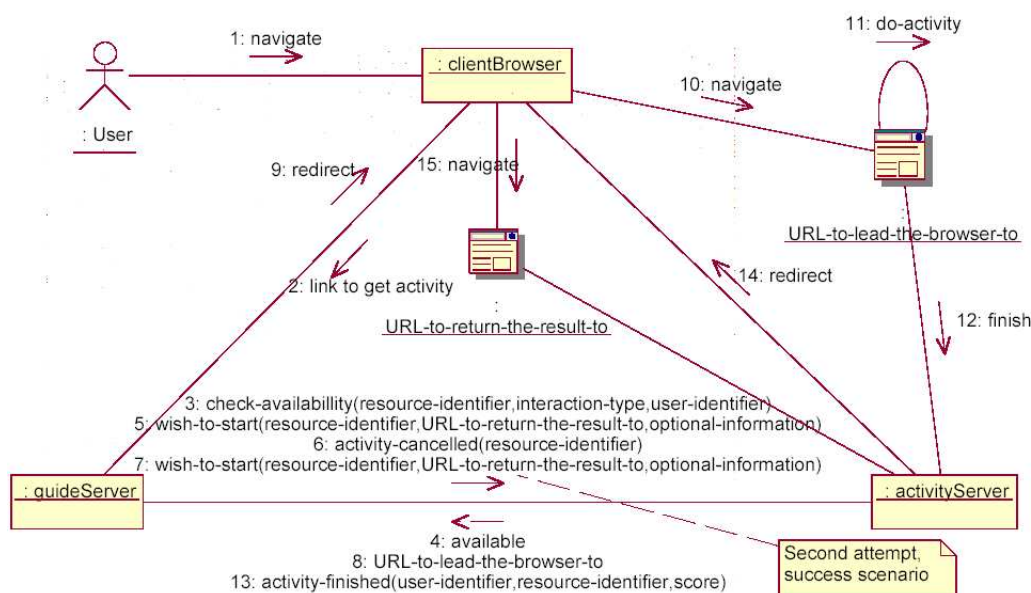 11: do-activity
1: navigate
: clientBrowser
10: navigate
: User
9: redirect
15: navigate
:
URL-to-lead-the-browser-to
2: link to get activity
14: redirect
:
URL-to-return-the-result-to
12: finish
3: check-availabillity(resource-identifier,interaction-type,user-identifier)
5: wish-to-start(resource-identifier,URL-to-return-the-result-to,optional-information)
6: activity-cancelled(resource-identifier)
7: wish-to-start(resource-identifier,URL-to-return-the-result-to,optional-information)
: guideServer
: activityServer
4: available
8: URL-to-lead-the-browser-to
13: activity-finished(user-identifier,resource-identifier,score)
Second attempt,
success scenario